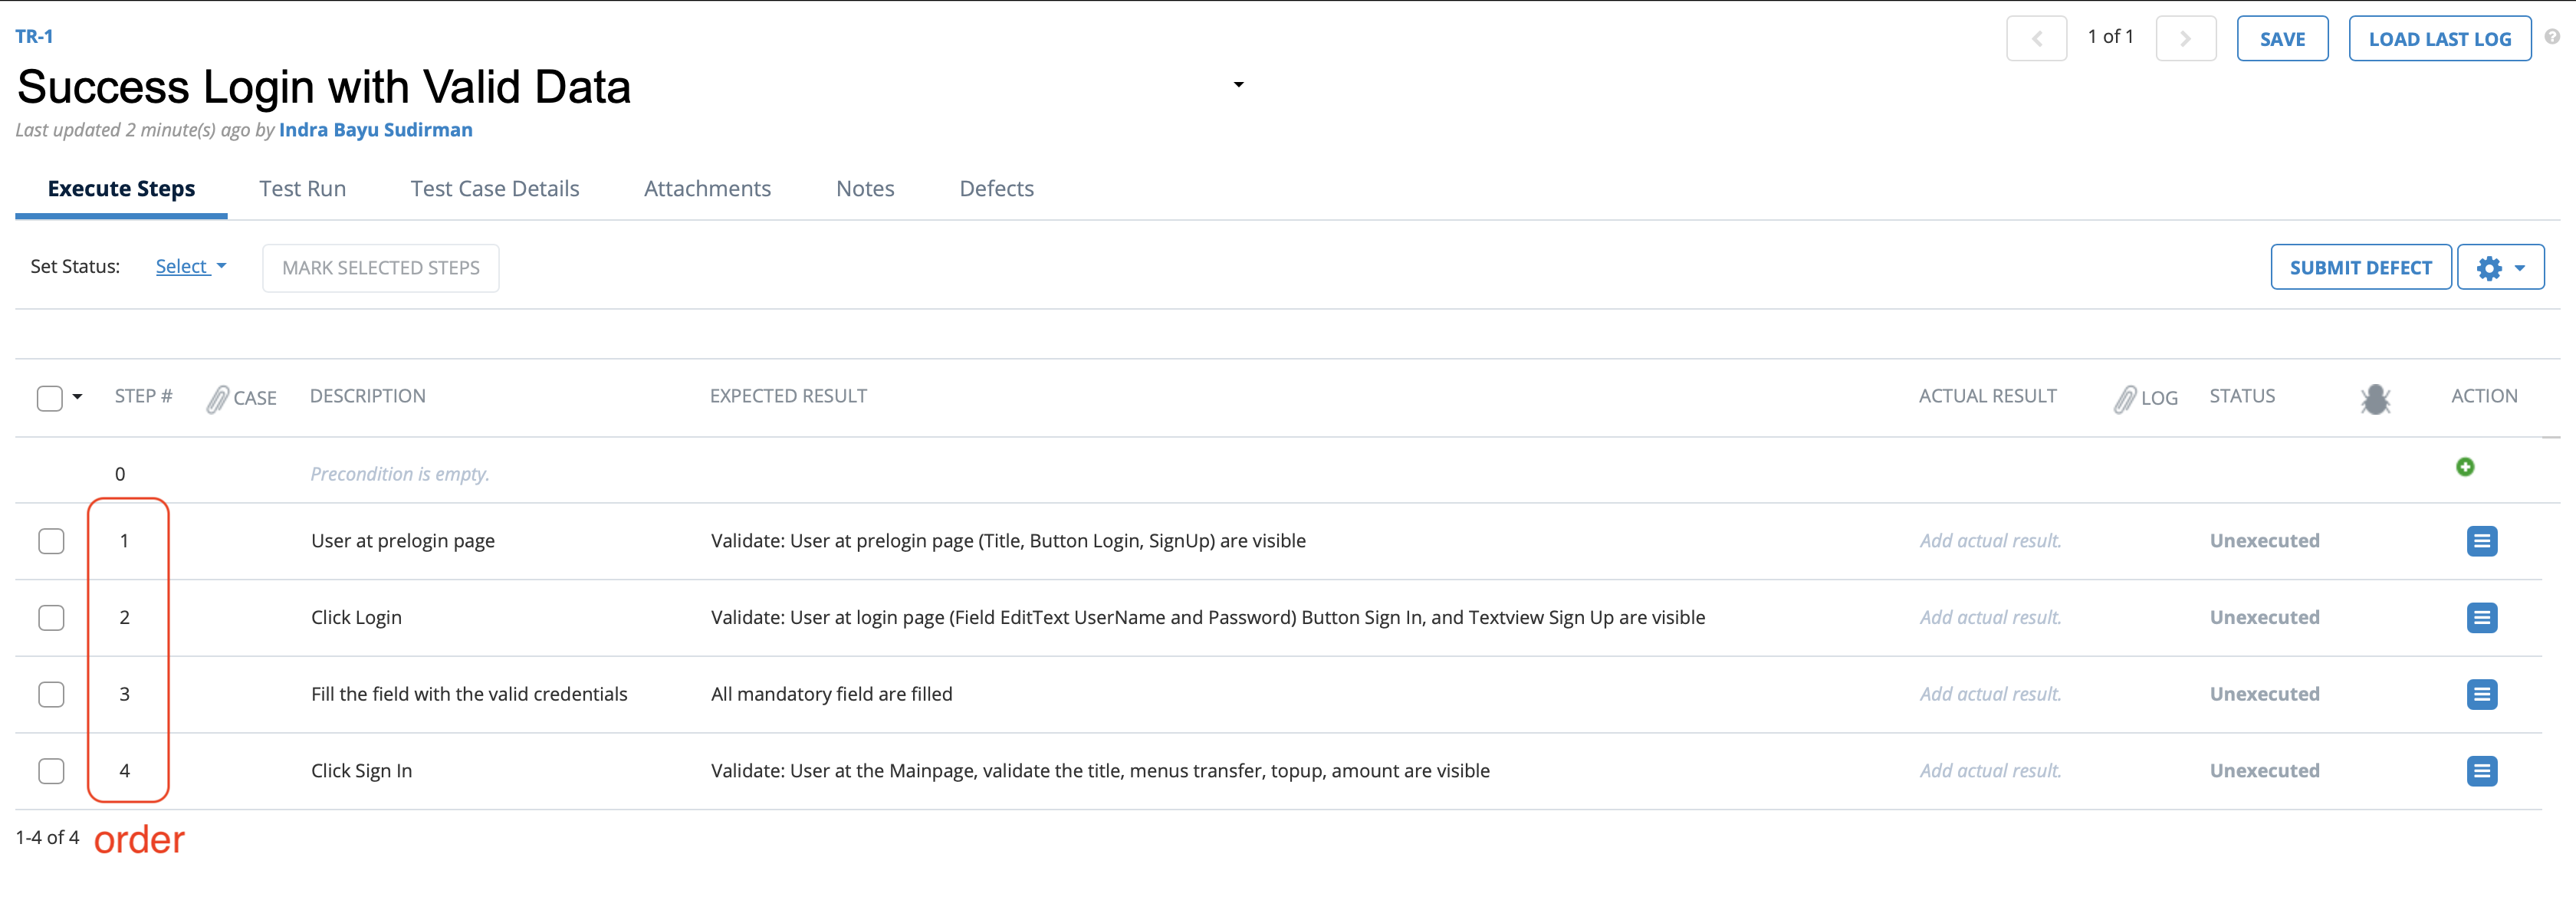 TR-1
1 of 1
SAVE
LOAD LAST LOG
Success Login with Valid Data
Last updated 2 minute(s) ago by Indra Bayu Sudirman
Execute Steps Test Run Test Case Details Attachments Notes Defects
Set Status: Select MARK SELECTED STEPS SUBMIT DEFECT
STEP # CASE DESCRIPTION EXPECTED RESULT ACTUAL RESULT LOG STATUS ACTION
0 Precondition is empty.
1 User at prelogin page Validate: User at prelogin page (Title, Button Login, SignUp) are visible Add actual result. Unexecuted
2 Click Login Validate: User at login page (Field EditText UserName and Password) Button Sign In, and Textview Sign Up are visible Add actual result. Unexecuted
3 Fill the field with the valid credentials All mandatory field are filled Add actual result. Unexecuted
4 Click Sign In Validate: User at the Mainpage, validate the title, menus transfer, topup, amount are visible Add actual result. Unexecuted
1-4 of 4 order